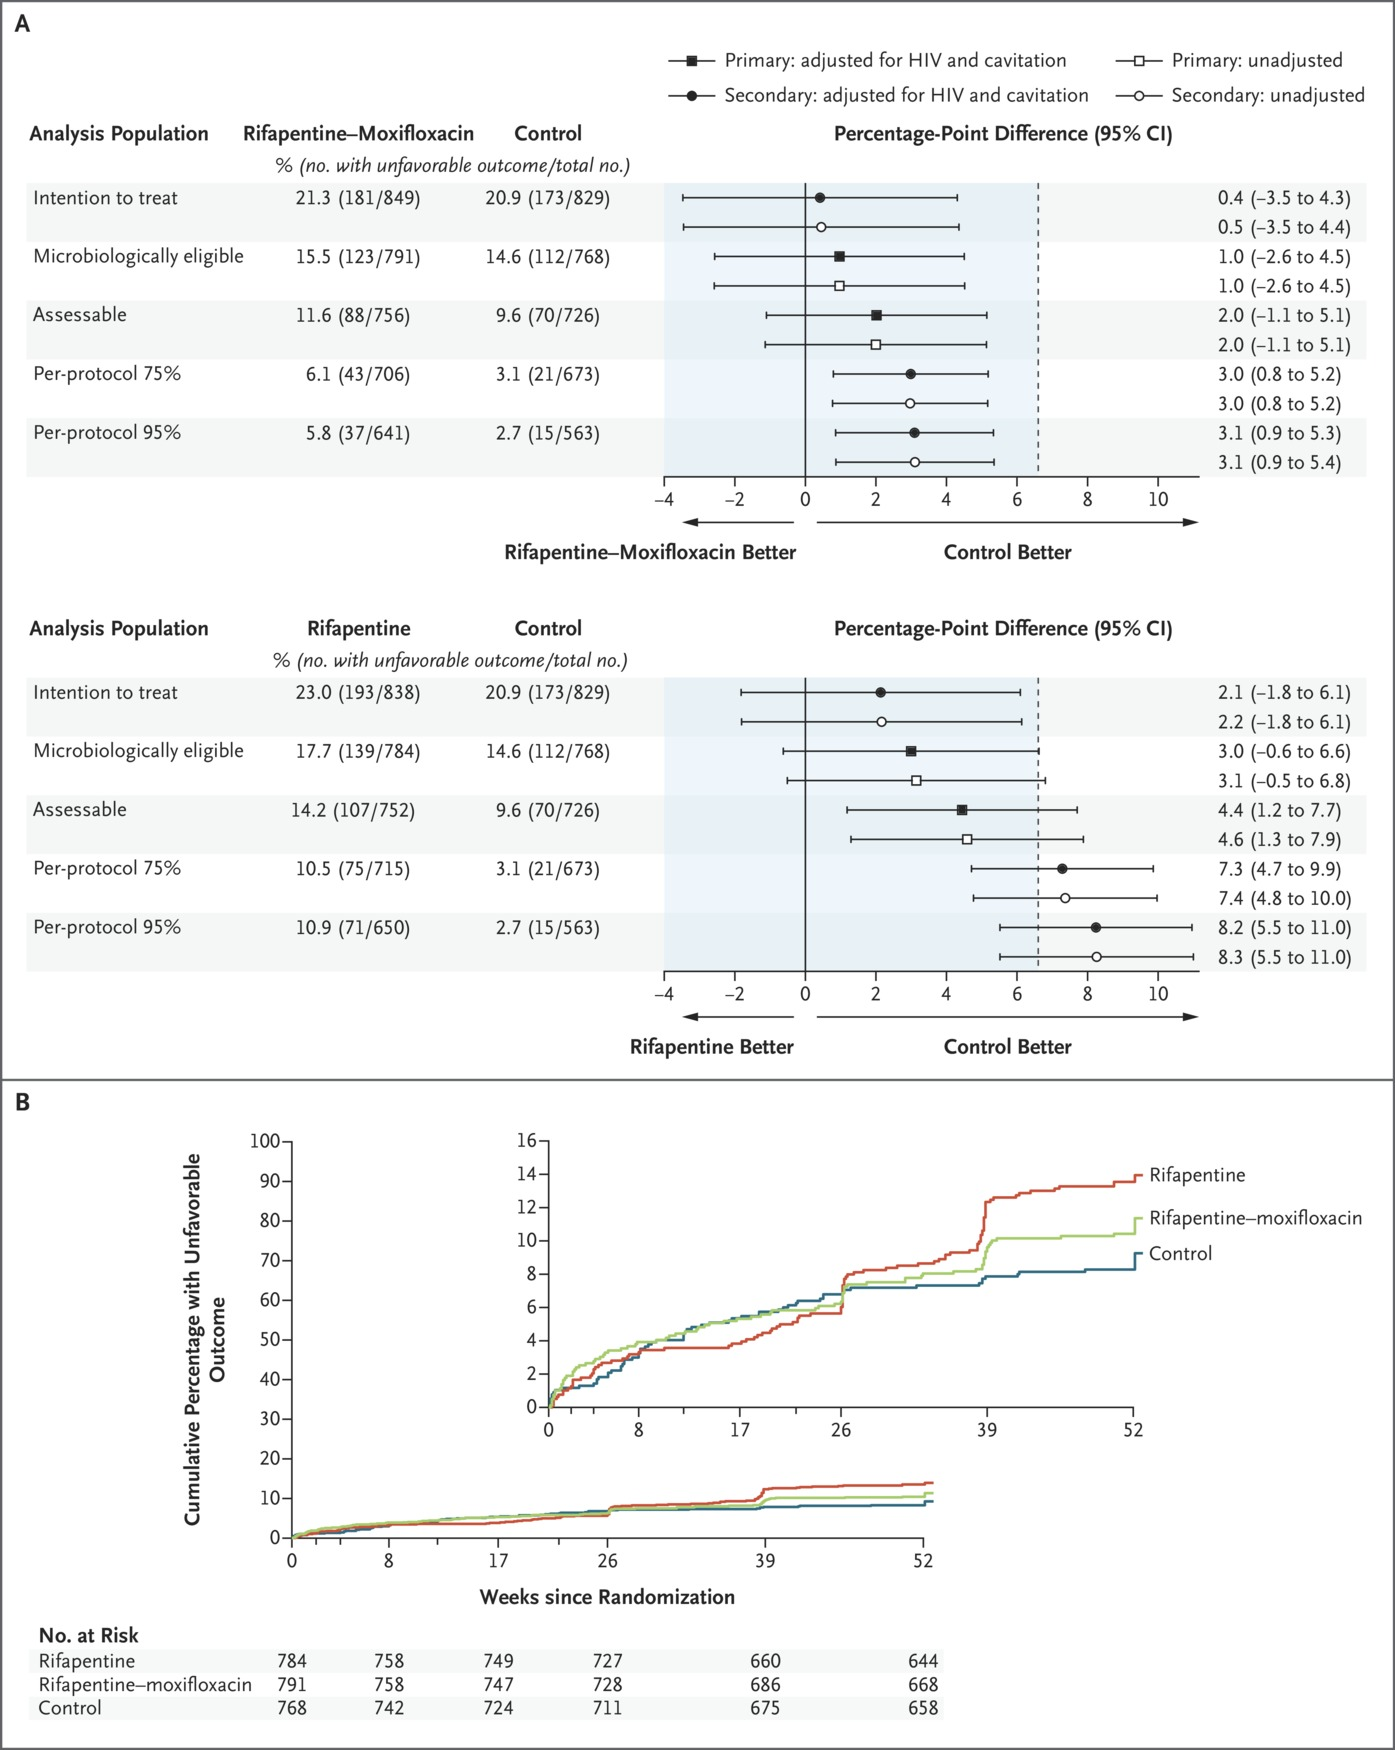 A
Primary: adjusted for HIV and cavitation Primary: unadjusted
Secondary: adjusted for HIV and cavitation Secondary: unadjusted
Analysis Population Rifapentine–Moxifloxacin Control Percentage-Point Difference (95% CI)
% (no. with unfavorable outcome/total no.)
Intention to treat 21.3 (181/849) 20.9 (173/829) 0.4 (–3.5 to 4.3)
0.5 (–3.5 to 4.4)
Microbiologically eligible 15.5 (123/791) 14.6 (112/768) 1.0 (–2.6 to 4.5)
1.0 (–2.6 to 4.5)
Assessable 11.6 (88/756) 9.6 (70/726) 2.0 (–1.1 to 5.1)
2.0 (–1.1 to 5.1)
Per-protocol 75% 6.1 (43/706) 3.1 (21/673) 3.0 (0.8 to 5.2)
3.0 (0.8 to 5.2)
Per-protocol 95% 5.8 (37/641) 2.7 (15/563) 3.1 (0.9 to 5.3)
3.1 (0.9 to 5.4)
–4 –2 0 2 4 6 8 10
Rifapentine–Moxifloxacin Better Control Better
Analysis Population Rifapentine Control Percentage-Point Difference (95% CI)
% (no. with unfavorable outcome/total no.)
Intention to treat 23.0 (193/838) 20.9 (173/829) 2.1 (–1.8 to 6.1)
2.2 (–1.8 to 6.1)
Microbiologically eligible 17.7 (139/784) 14.6 (112/768) 3.0 (–0.6 to 6.6)
3.1 (–0.5 to 6.8)
Assessable 14.2 (107/752) 9.6 (70/726) 4.4 (1.2 to 7.7)
4.6 (1.3 to 7.9)
Per-protocol 75% 10.5 (75/715) 3.1 (21/673) 7.3 (4.7 to 9.9)
7.4 (4.8 to 10.0)
Per-protocol 95% 10.9 (71/650) 2.7 (15/563) 8.2 (5.5 to 11.0)
8.3 (5.5 to 11.0)
–4 –2 0 2 4 6 8 10
Rifapentine Better Control Better
B
Cumulative Percentage with Unfavorable
Outcome
100
90
80
70
60
50
40
30
20
10
0
0 8 17 26 39 52
16
14
12
10
8
6
4
2
0
0 8 17 26 39 52
Rifapentine
Rifapentine–moxifloxacin
Control
Weeks since Randomization
No. at Risk
Rifapentine 784 758 749 727 660 644
Rifapentine–moxifloxacin 791 758 747 728 686 668
Control 768 742 724 711 675 658